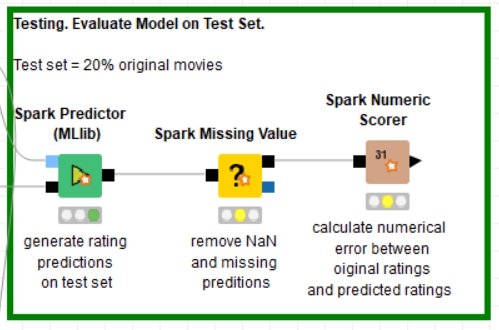 Testing. Evaluate Model on Test Set.
Test set = 20% original movies
Spark Predictor
(MLlib)
generate rating
predictions
on test set
Spark Missing Value
?
remove NaN
and missing
preditions
Spark Numeric
Scorer
31
calculate numerical
error between
oiginal ratings
and predicted ratings